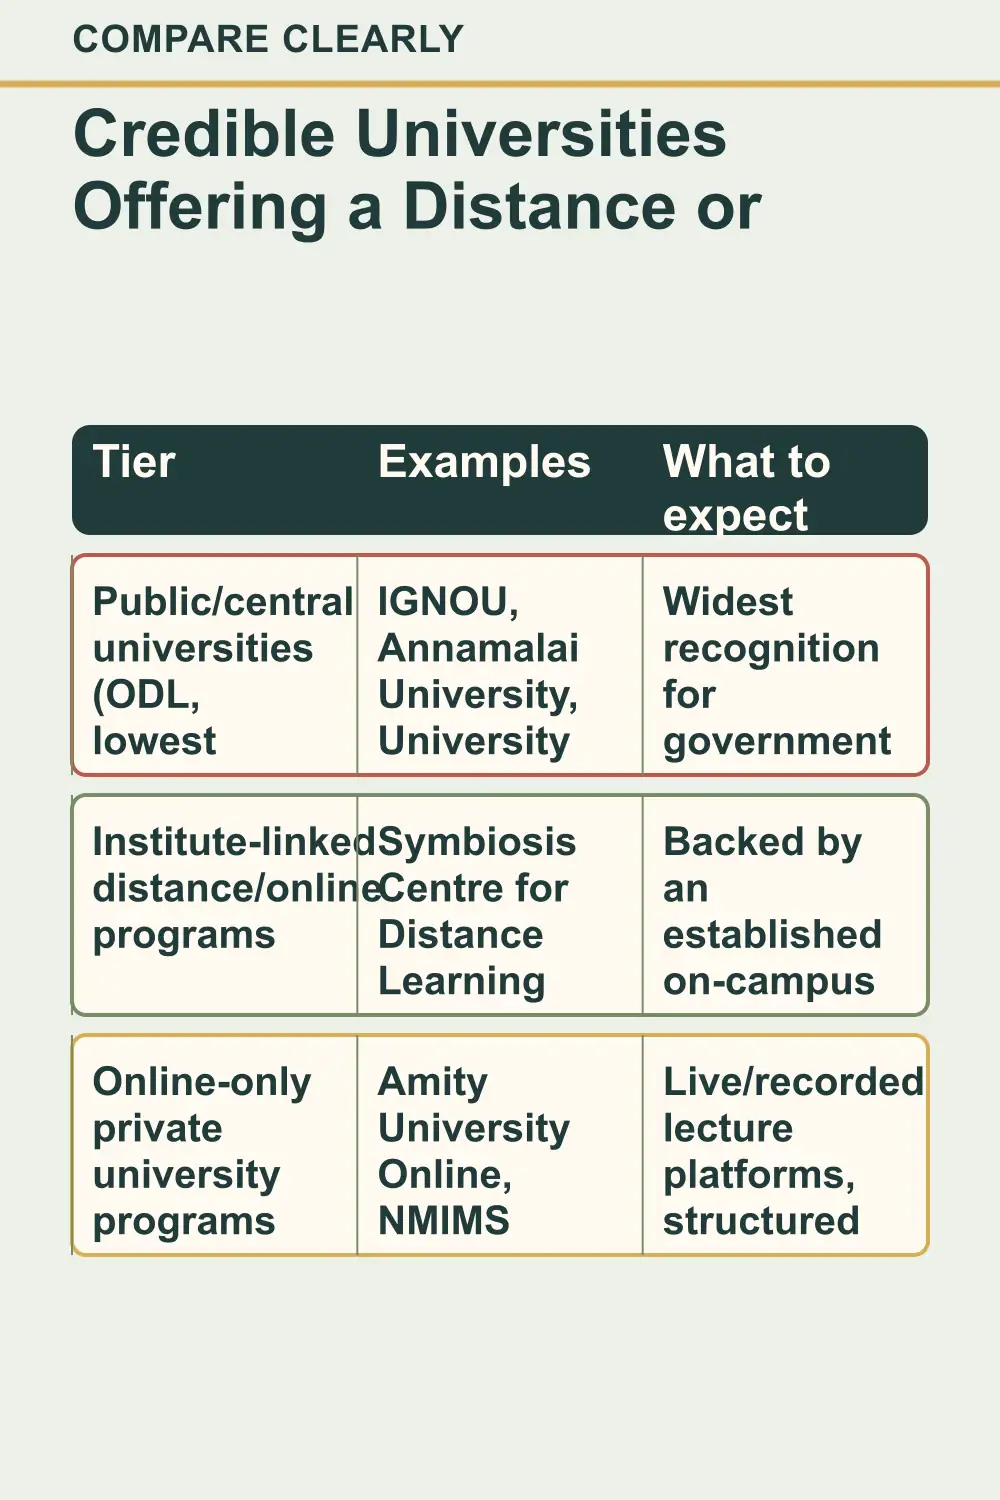 COMPARE CLEARLY
Credible Universities
Offering a Distance or
Tier
Examples
What to
expect
Public/central
universities
(ODL,
lowest
IGNOU,
Annamalai
University,
University
Widest
recognition
for
government
Institute-linked
distance/online
programs
Symbiosis
Centre for
Distance
Learning
Backed by
an
established
on-campus
Online-only
private
university
programs
Amity
University
Online,
NMIMS
Live/recorded
lecture
platforms,
structured